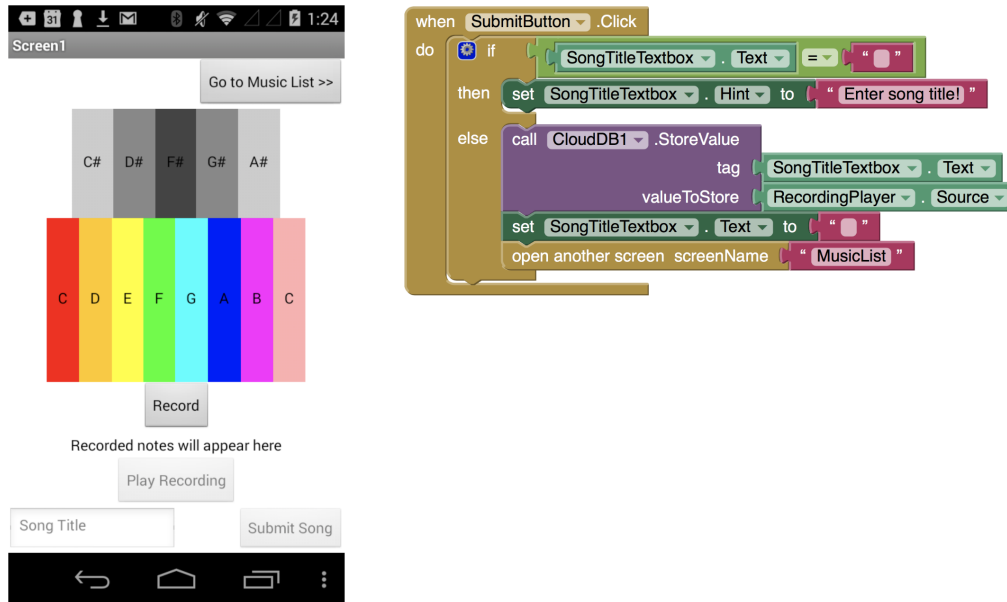 31 1:24
Screen1
Go to Music List >>
C# D# F# G# A#
C D E F G A B C
Record
Recorded notes will appear here
Play Recording
Song Title Submit Song
when SubmitButton .Click
do if SongTitleTextbox . Text = " "
then set SongTitleTextbox . Hint to " Enter song title! "
else call CloudDB1 .StoreValue
tag SongTitleTextbox . Text
valueToStore RecordingPlayer . Source
set SongTitleTextbox . Text to " "
open another screen screenName " MusicList "